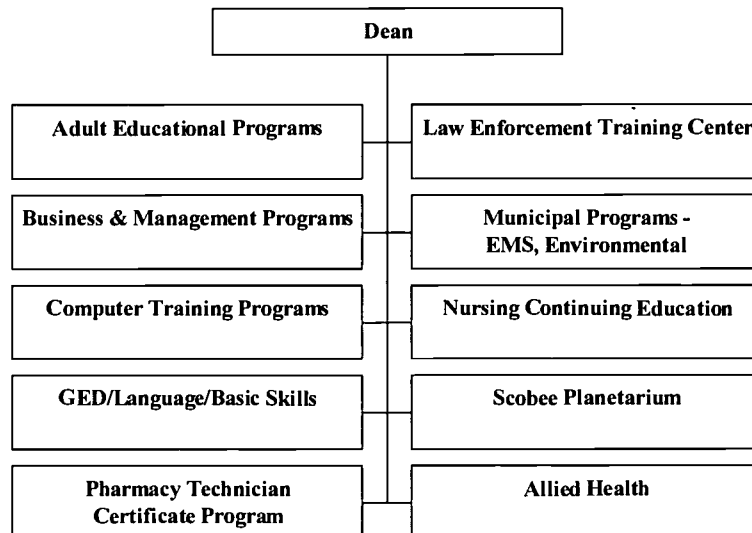 Dean
Adult Educational Programs
Law Enforcement Training Center
Business & Management Programs
Municipal Programs -
EMS, Environmental
Computer Training Programs
Nursing Continuing Education
GED/Language/Basic Skills
Scobee Planetarium
Pharmacy Technician
Certificate Program
Allied Health